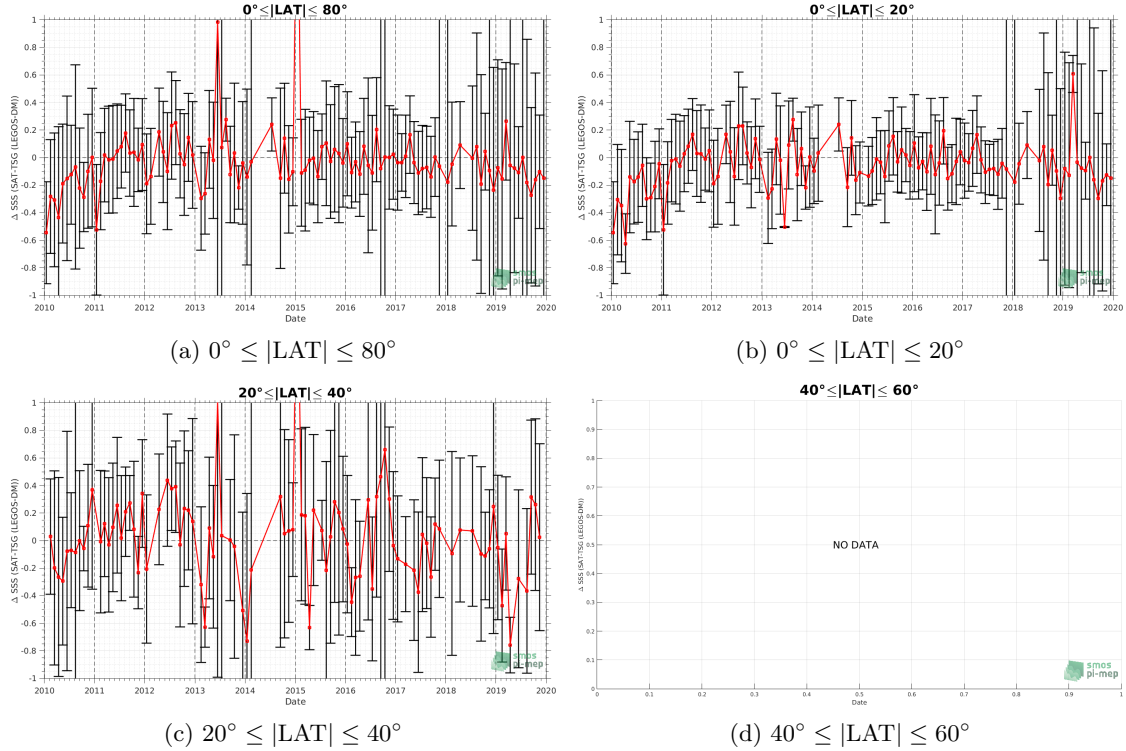 0°≤|LAT|≤ 80°
Δ SSS (SAT-TSG (LEGOS-DM))
1
0.8
0.6
0.4
0.2
0
-0.2
-0.4
-0.6
-0.8
-1
2010 2011 2012 2013 2014 2015 2016 2017 2018 2019 2020
Date
smos
pi-mep
(a) 0° ≤ |LAT| ≤ 80°
0°≤|LAT|≤ 20°
Δ SSS (SAT-TSG (LEGOS-DM))
1
0.8
0.6
0.4
0.2
0
-0.2
-0.4
-0.6
-0.8
-1
2010 2011 2012 2013 2014 2015 2016 2017 2018 2019 2020
Date
smos
pi-mep
(b) 0° ≤ |LAT| ≤ 20°
20°≤|LAT|≤ 40°
Δ SSS (SAT-TSG (LEGOS-DM))
1
0.8
0.6
0.4
0.2
0
-0.2
-0.4
-0.6
-0.8
-1
2010 2011 2012 2013 2014 2015 2016 2017 2018 2019 2020
Date
smos
pi-mep
(c) 20° ≤ |LAT| ≤ 40°
40°≤|LAT|≤ 60°
Δ SSS (SAT-TSG (LEGOS-DM))
1
0.9
0.8
0.7
0.6
0.5
0.4
0.3
0.2
0.1
0
NO DATA
0 0.1 0.2 0.3 0.4 0.5 0.6 0.7 0.8 0.9 1
Date
smos
pi-mep
(d) 40° ≤ |LAT| ≤ 60°